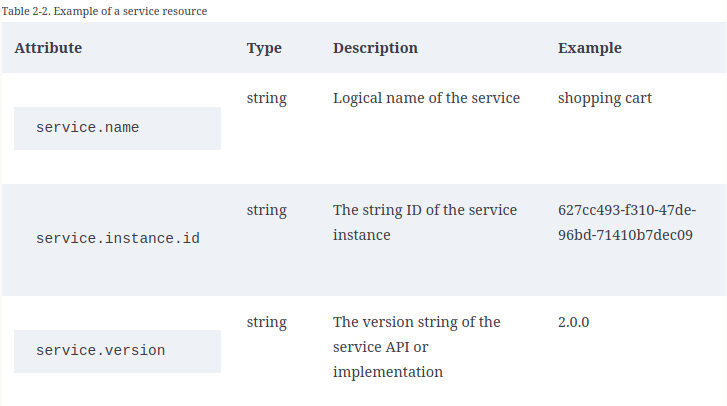 Table 2-2. Example of a service resource
Attribute Type Description Example
service.name string Logical name of the service shopping cart
service.instance.id string The string ID of the service instance 627cc493-f310-47de-96bd-71410b7dec09
service.version string The version string of the service API or implementation 2.0.0